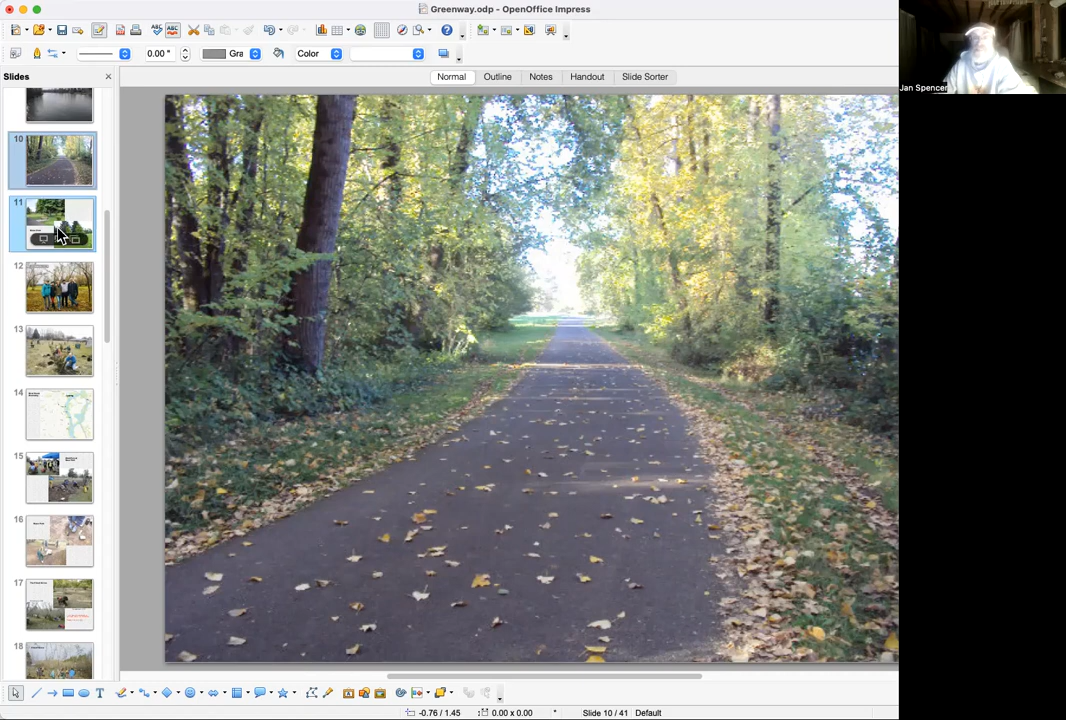 Greenway.odp - OpenOffice Impress
0.00 °
Gra
Color
Slides
Normal
Outline
Notes
Handout
Slide Sorter
Jan Spencer
10
11
12
13
14
15
16
17
18
-0.76 / 1.45
0.00 x 0.00
*
Slide 10 / 41
Default